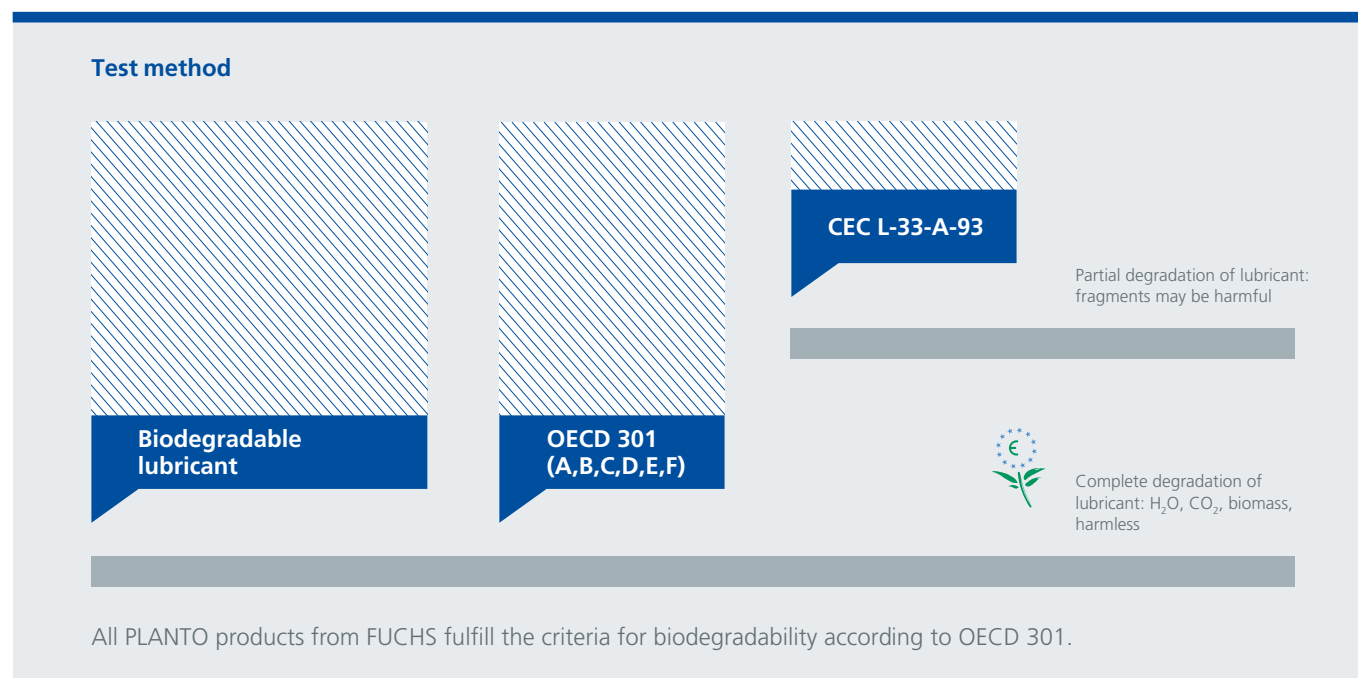 Test method
CEC L-33-A-93
Partial degradation of lubricant:
fragments may be harmful
Biodegradable
lubricant
OECD 301
(A,B,C,D,E,F)
Complete degradation of
lubricant: H₂O, CO₂, biomass,
harmless
All PLANTO products from FUCHS fulfill the criteria for biodegradability according to OECD 301.